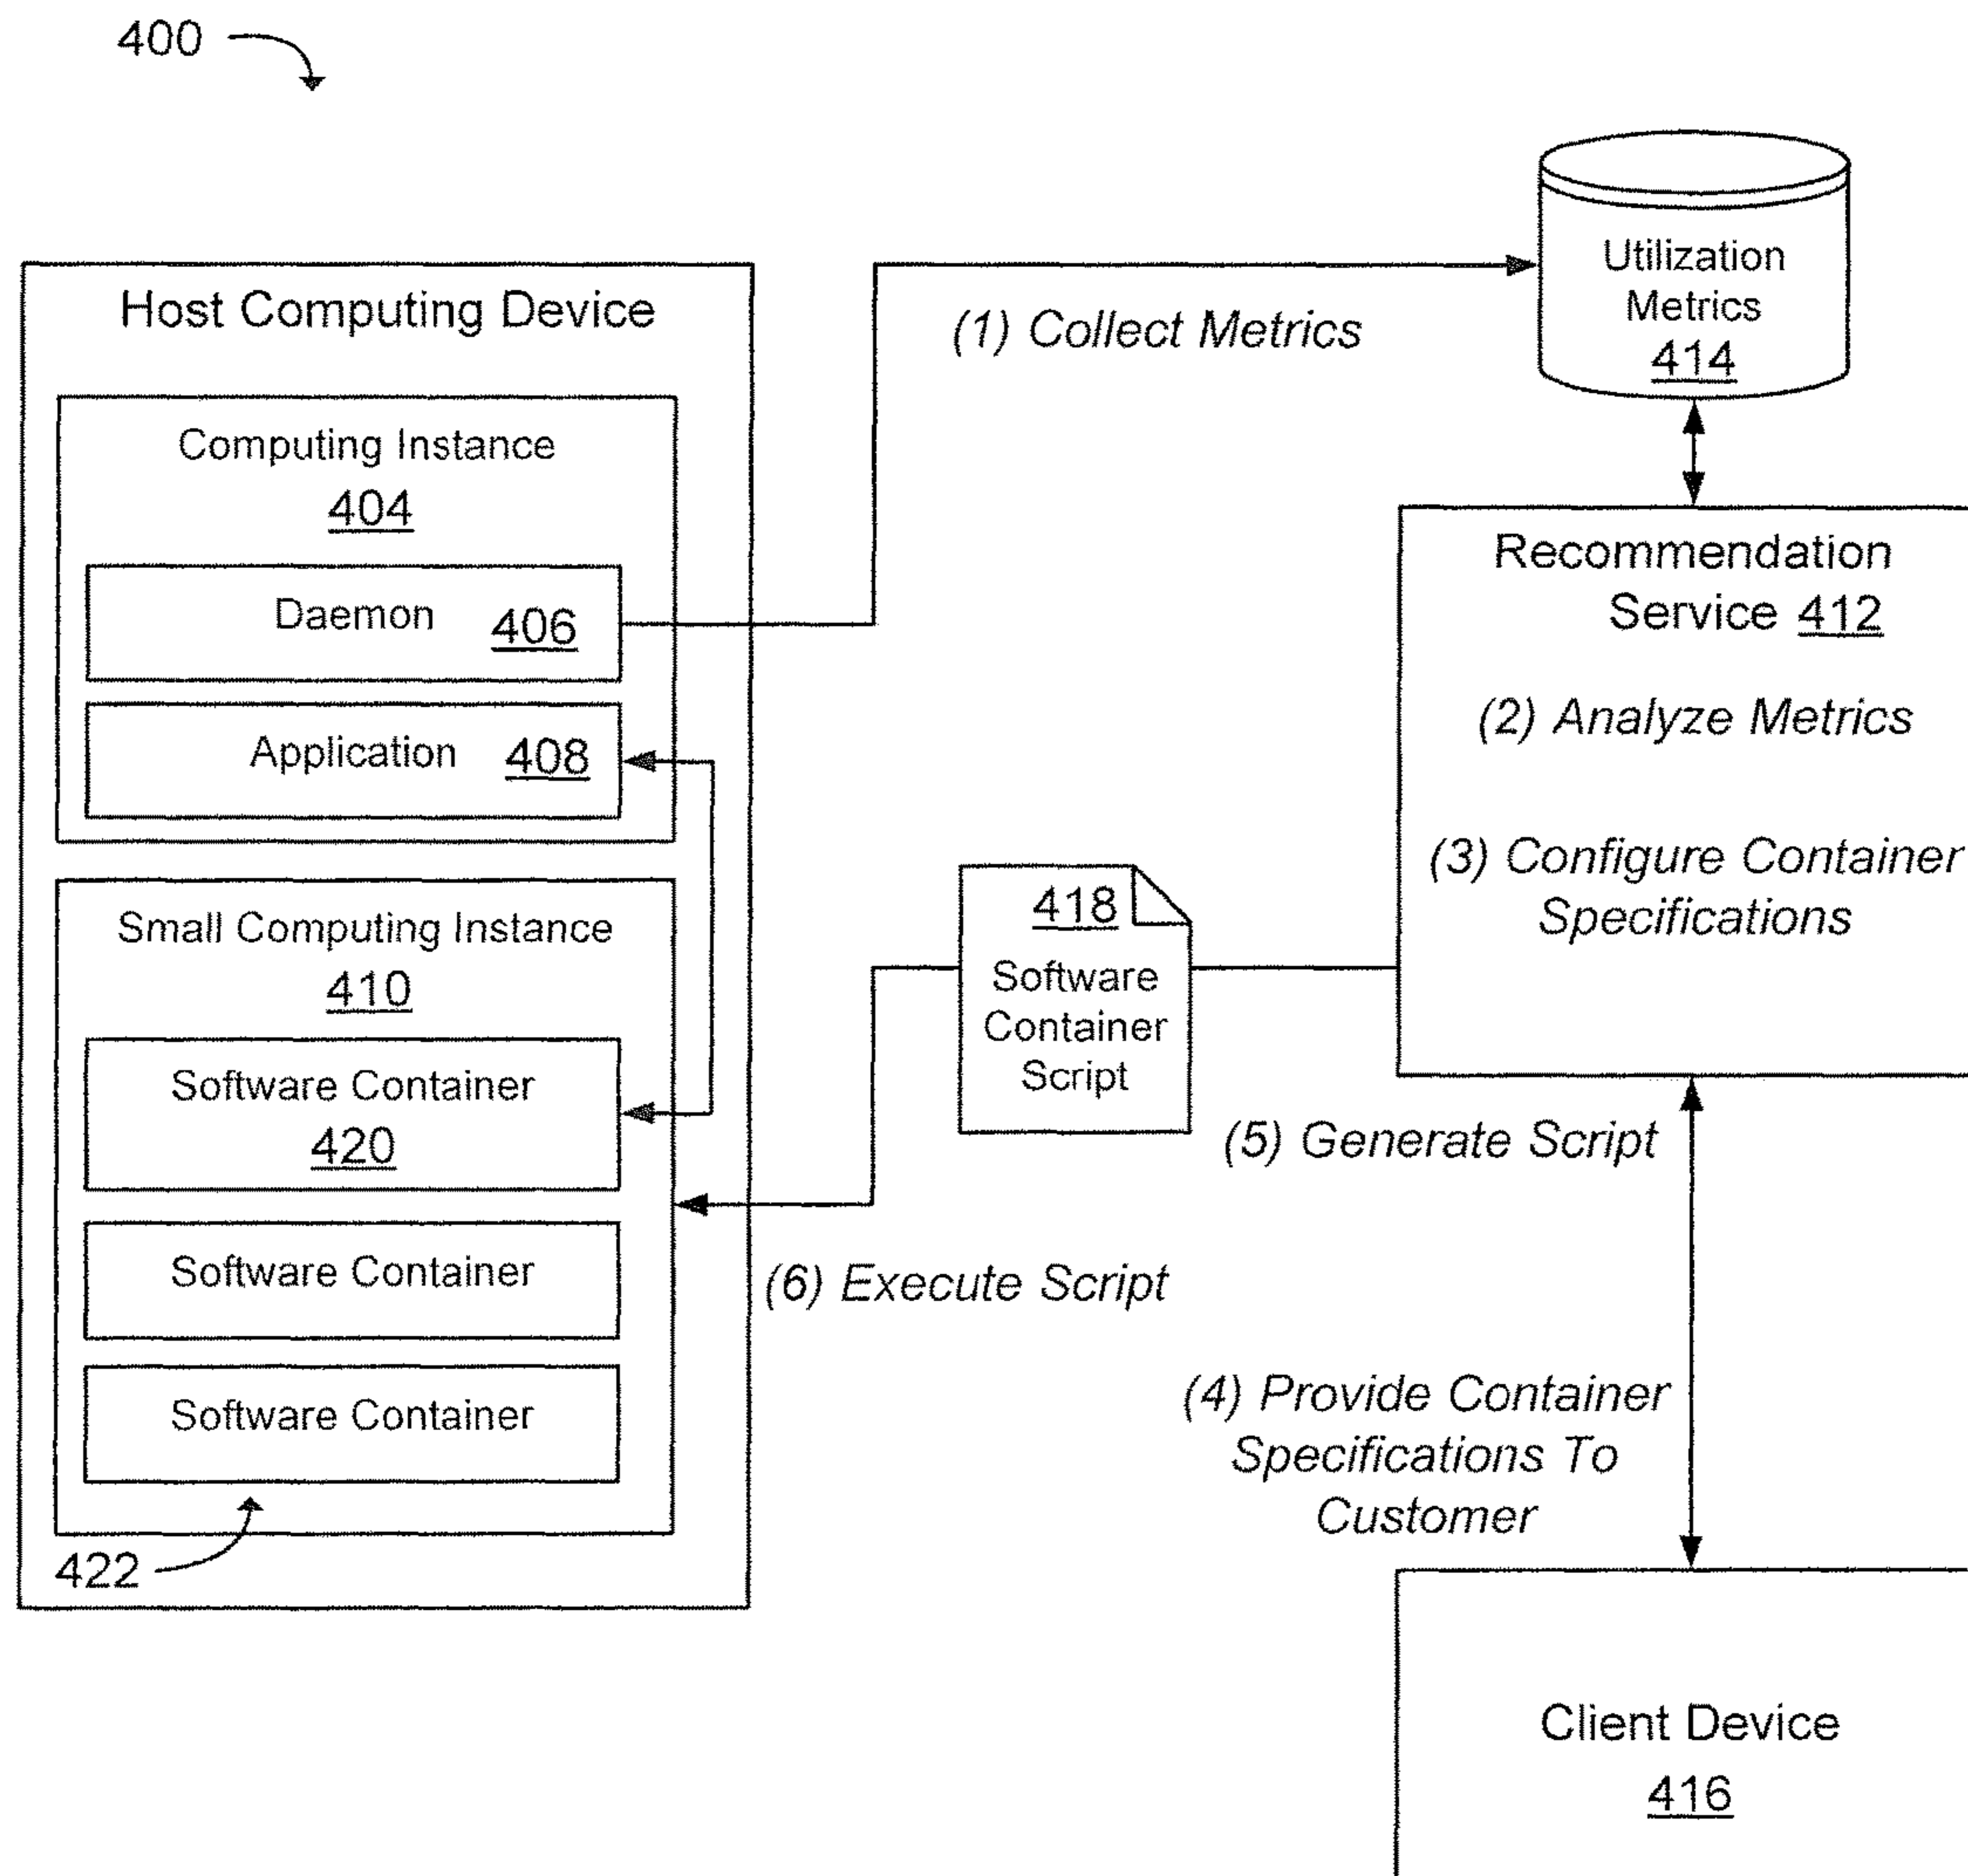 400
Host Computing Device
Computing Instance
404
Daemon 406
Application 408
Small Computing Instance
410
Software Container
420
Software Container
Software Container
422
(1) Collect Metrics
Utilization
Metrics
414
Recommendation
Service 412
(2) Analyze Metrics
(3) Configure Container
Specifications
418
Software
Container
Script
(5) Generate Script
(6) Execute Script
(4) Provide Container
Specifications To
Customer
Client Device
416